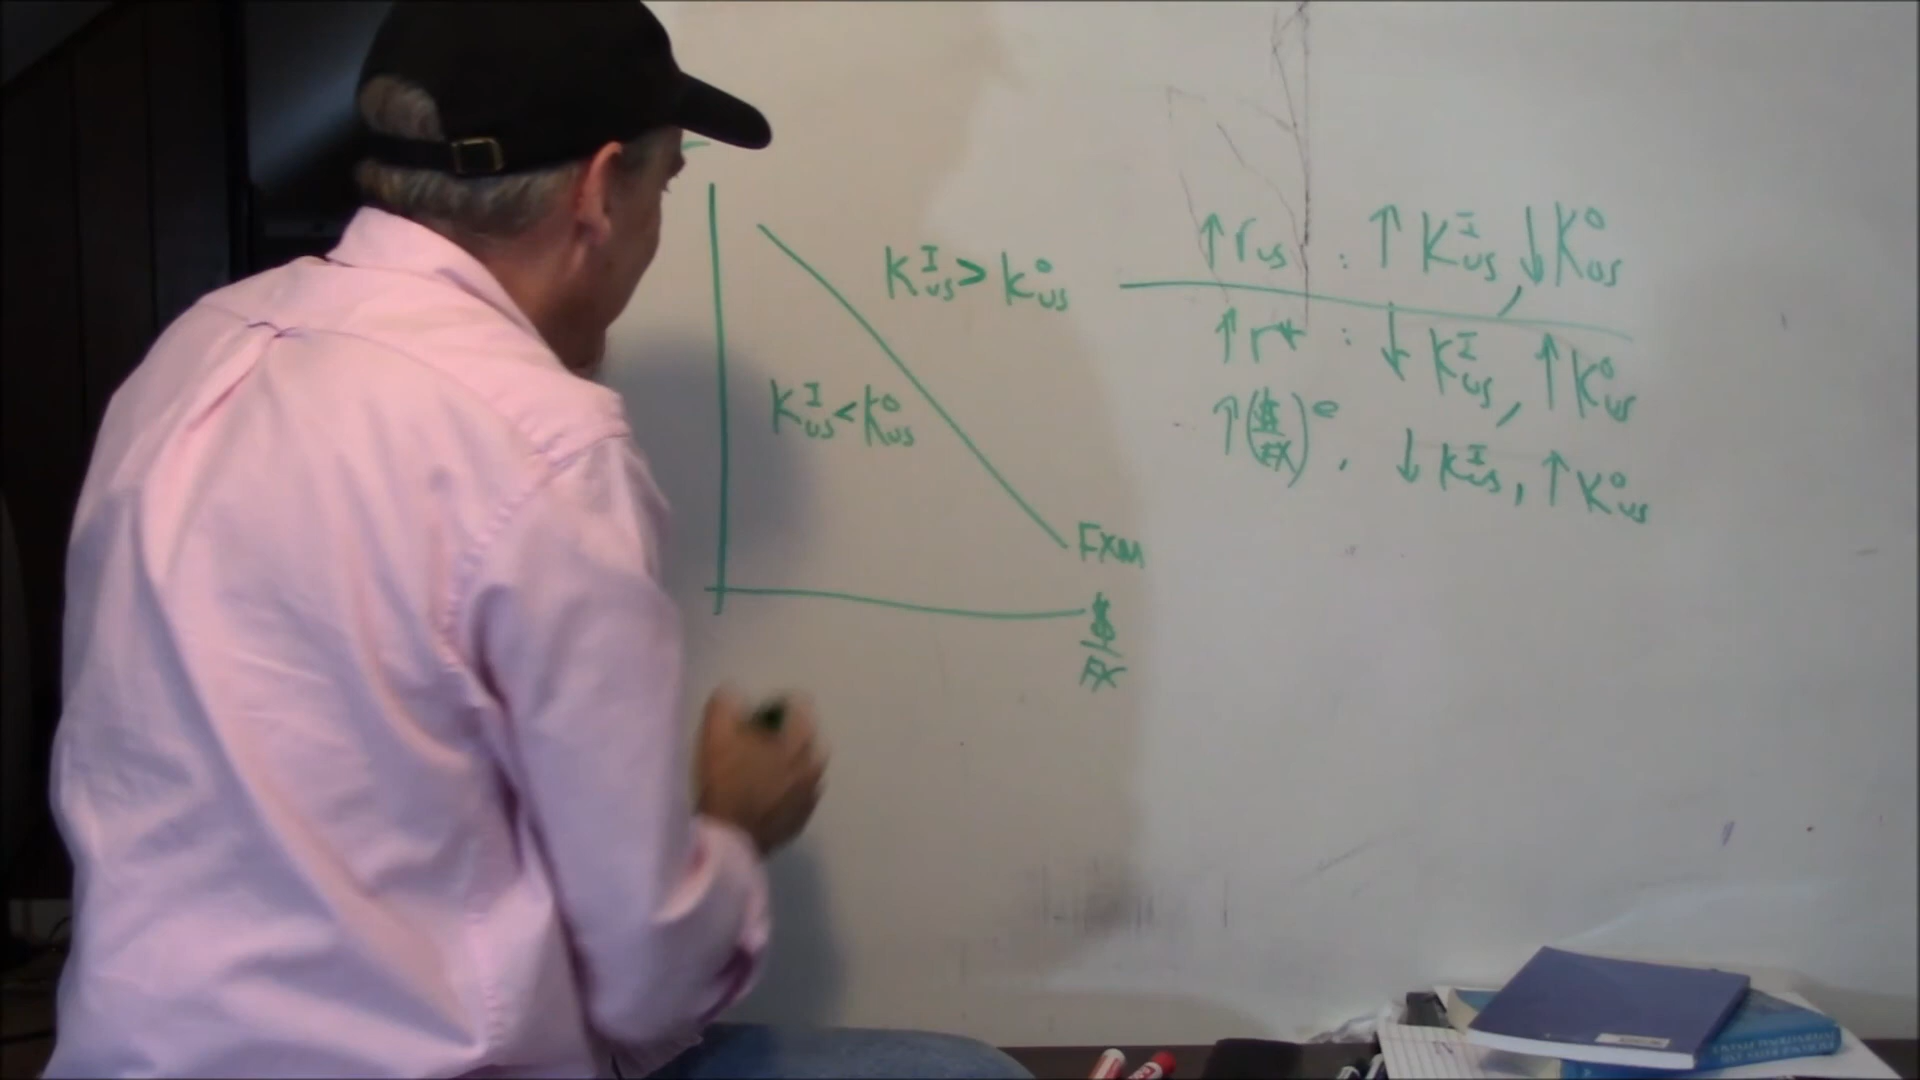 ↑ r_us : ↑ K^I_us, ↓ K^o_us
K^I_us > K^o_us
↑ r* : ↓ K^I_us, ↑ K^o_us
K^I_us < K^o_us
↑ ($/FX)^e, ↓ K^I_us, ↑ K^o_us
FXM
$/FX